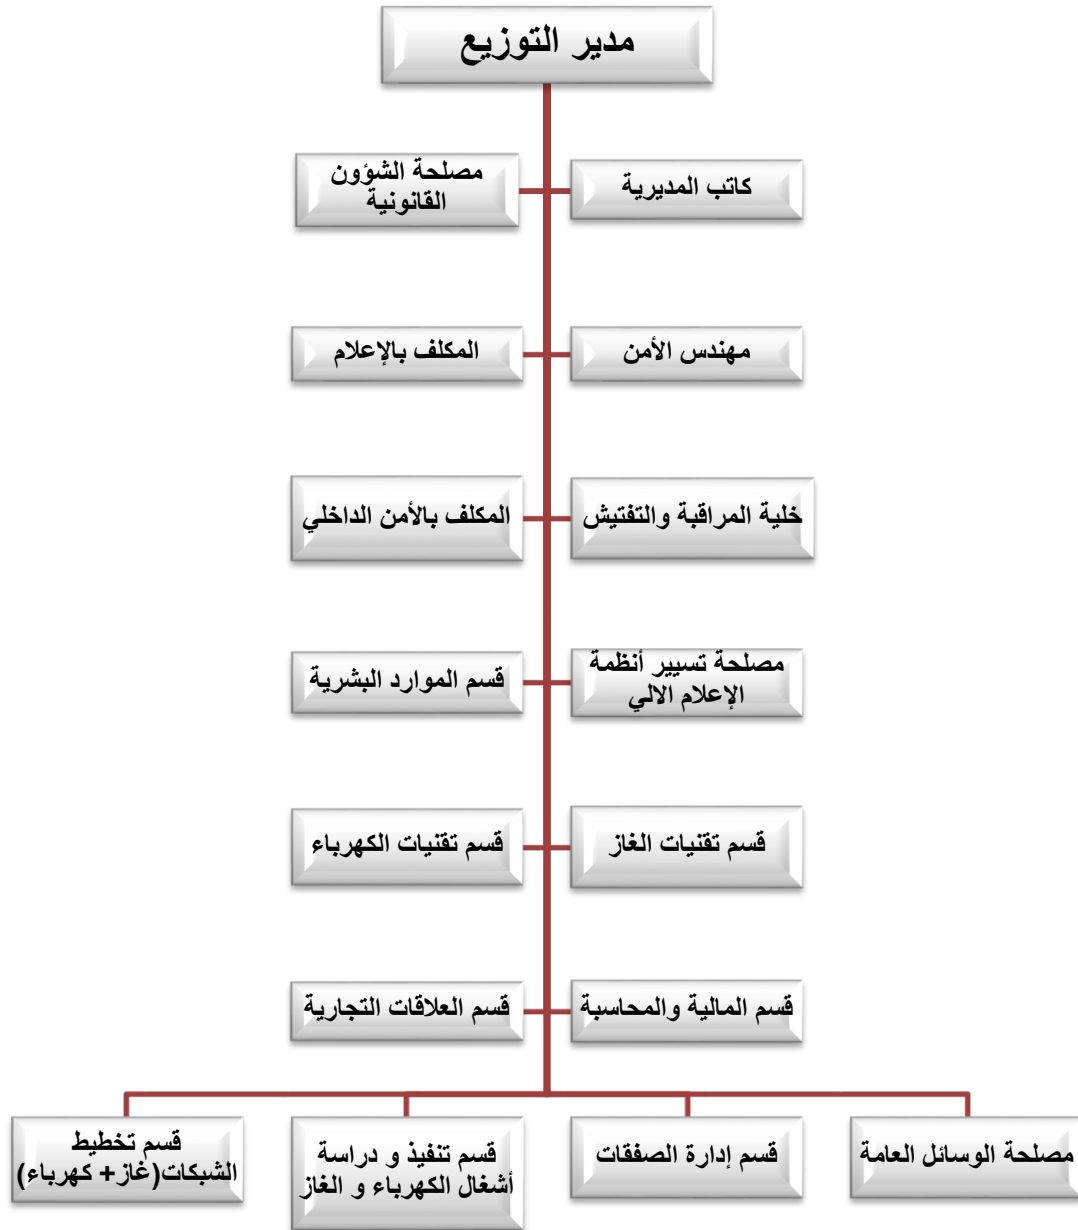 مدير التوزيع
كاتب المديرية
مصلحة الشؤون
القانونية
مهندس الأمن
المكلف بالإعلام
خلية المراقبة والتفتيش
المكلف بالأمن الداخلي
مصلحة تسيير أنظمة
الإعلام الالي
قسم الموارد البشرية
قسم تقنيات الغاز
قسم تقنيات الكهرباء
قسم المالية والمحاسبة
قسم العلاقات التجارية
مصلحة الوسائل العامة
قسم إدارة الصفقات
قسم تنفيذ و دراسة
أشغال الكهرباء و الغاز
قسم تخطيط
الشبكات(غاز+ كهرباء)